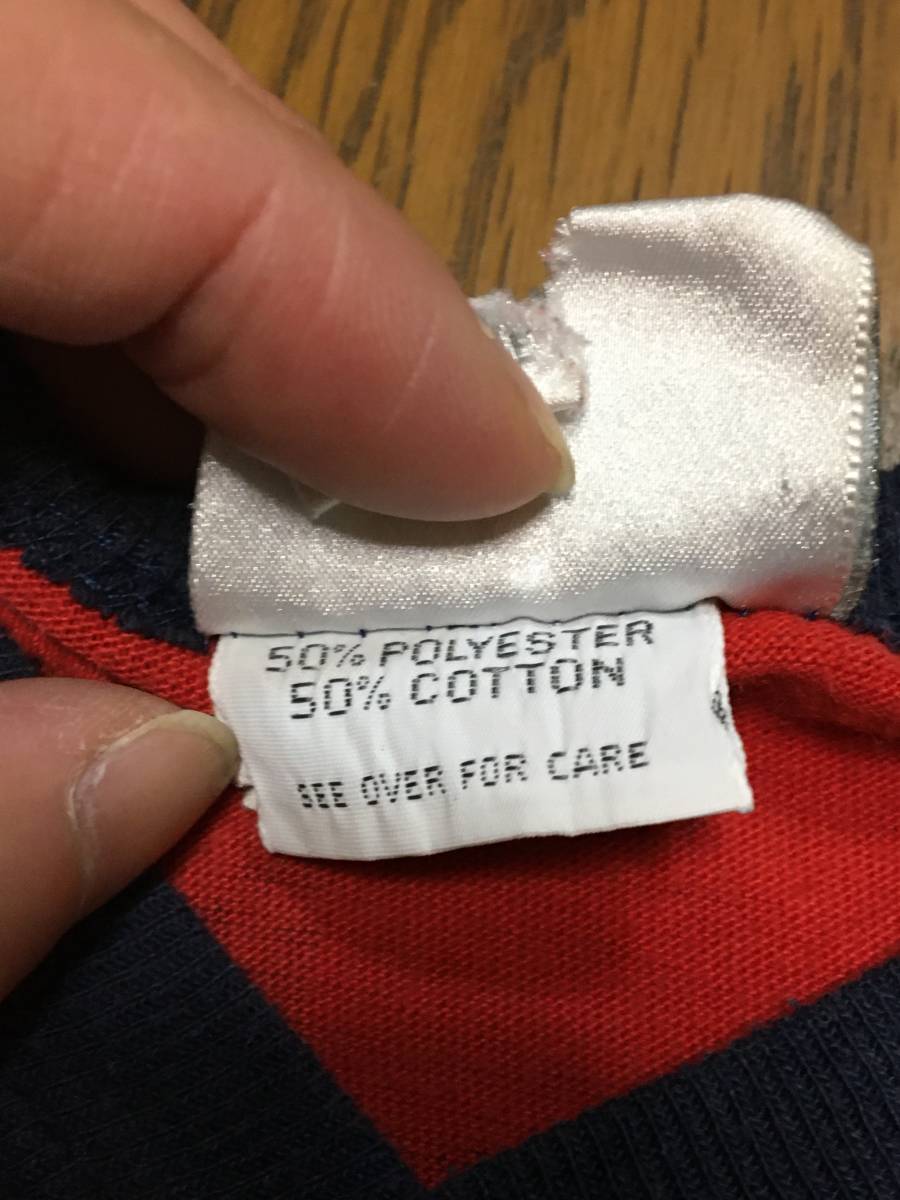 50% POLYESTER
50% COTTON
SEE OVER FOR CARE